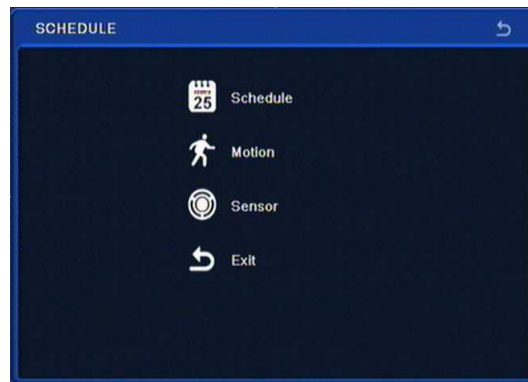 SCHEDULE
25
Schedule
Motion
Sensor
Exit